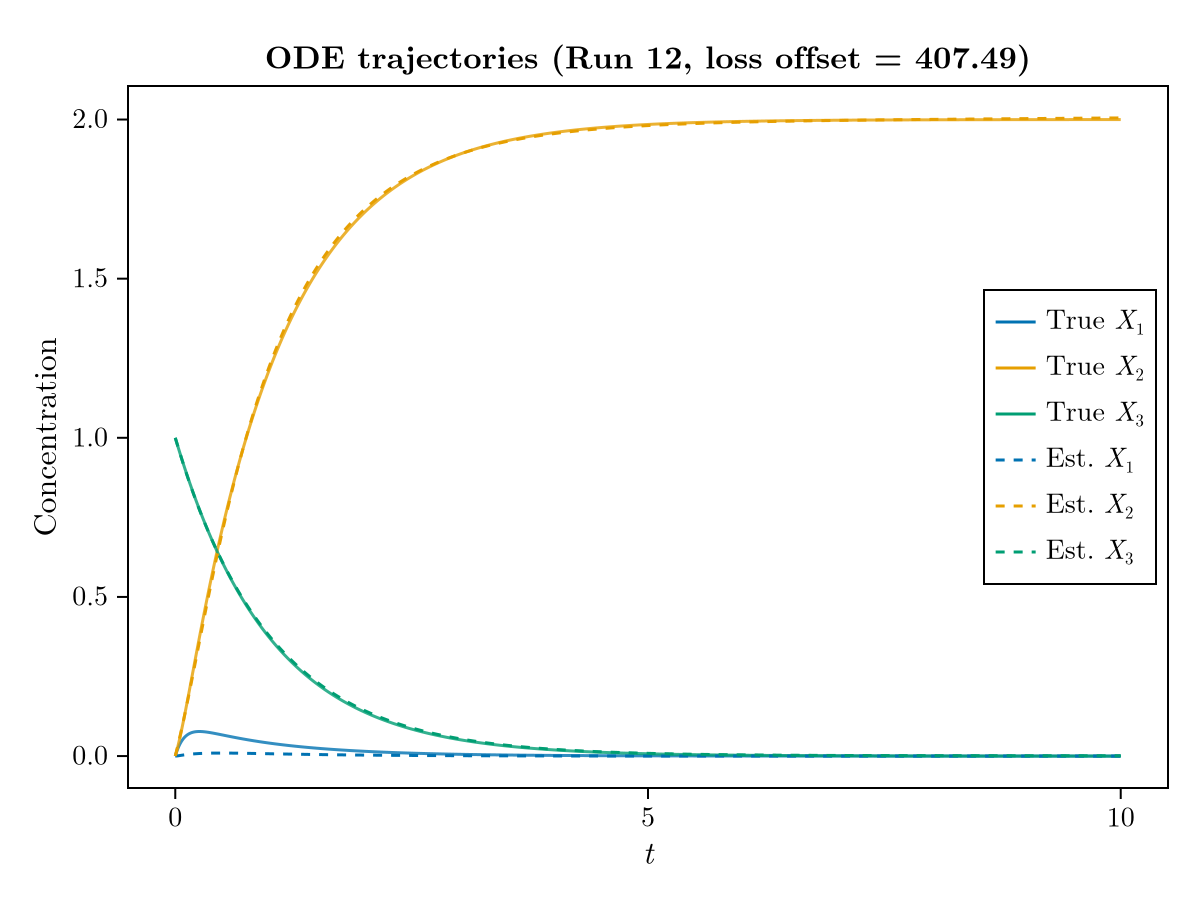 ODE trajectories (Run 12, loss offset = 407.49)
2.0
1.5
1.0
0.5
0.0
Concentration
True X₁
True X₂
True X₃
Est. X₁
Est. X₂
Est. X₃
0
5
10
t